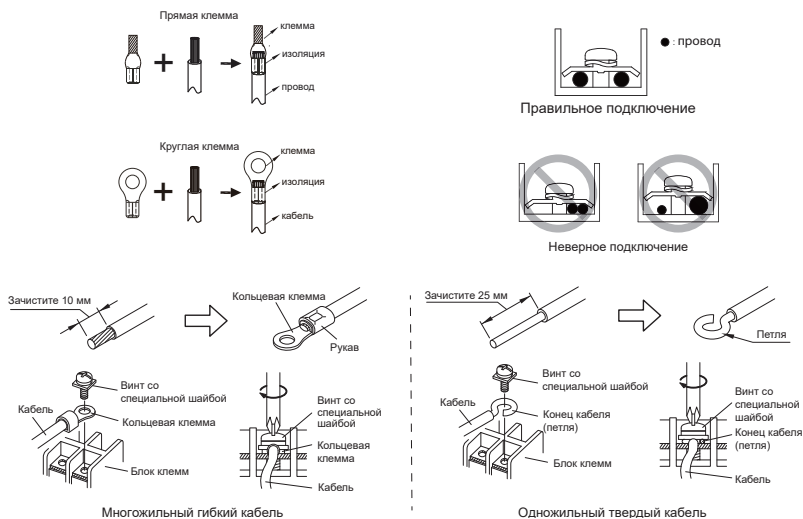 Прямая клемма
клемма
изоляция
провод
: провод
Правильное подключение
Круглая клемма
клемма
изоляция
кабель
Неверное подключение
Зачистите 10 мм
Кольцевая клемма
Рукав
Винт со
специальной шайбой
Кабель
Кольцевая клемма
Блок клемм
Винт со
специальной
шайбой
Кольцевая
клемма
Кабель
Многожильный гибкий кабель
Зачистите 25 мм
Петля
Винт со
специальной шайбой
Кабель
Конец кабеля
(петля)
Блок клемм
Винт со
специальной
шайбой
Конец кабеля
(петля)
Кабель
Одножильный твердый кабель